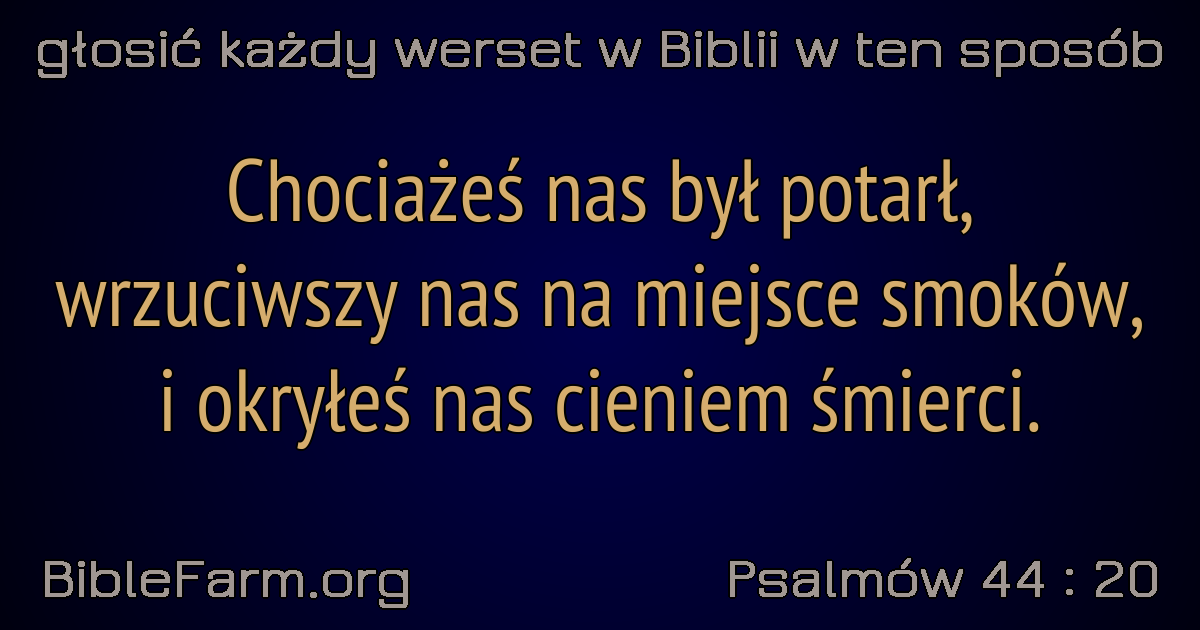 głosić każdy werset w Biblii w ten sposób
Chociażeś nas był potarł,
wrzuciwszy nas na miejsce smoków,
i okryłeś nas cieniem śmierci.
BibleFarm.org
Psalmów 44 : 20